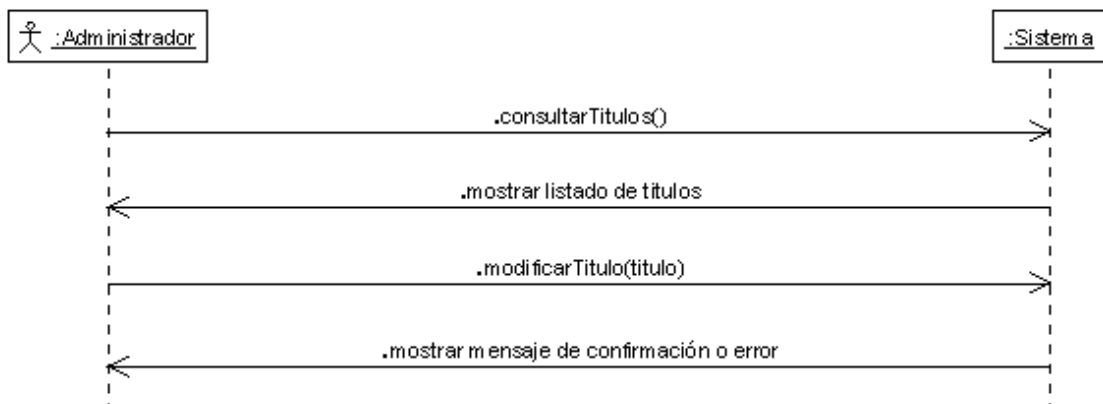 :Administrador
:Sistema
.consultarTitulos()
.mostrar listado de titulos
.modificarTitulo(titulo)
.mostrar mensaje de confirmación o error